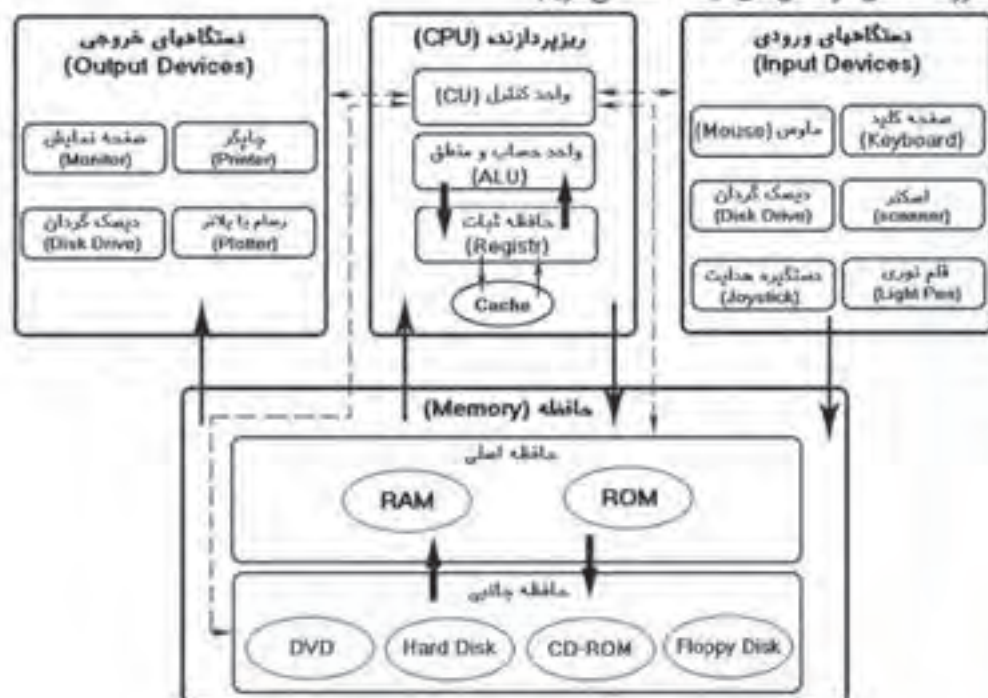 دستگاههای ورودی
(Input Devices)
صفحه کلید
(Keyboard)
ماوس (Mouse)
اسکنر
(scanner)
دیسک گردان
(Disk Drive)
قلم نوری
(Light Pen)
دستگیره هدایت
(Joystick)
ریزپردازنده (CPU)
واحد کنترل (CU)
واحد حساب و منطق
(ALU)
حافظه ثبات
(Registr)
Cache
دستگاههای خروجی
(Output Devices)
چاپگر
(Printer)
صفحه نمایش
(Monitor)
رسام یا پلاتر
(Plotter)
دیسک گردان
(Disk Drive)
حافظه (Memory)
حافظه اصلی
RAM
ROM
حافظه جانبی
DVD
Hard Disk
CD-ROM
Floppy Disk